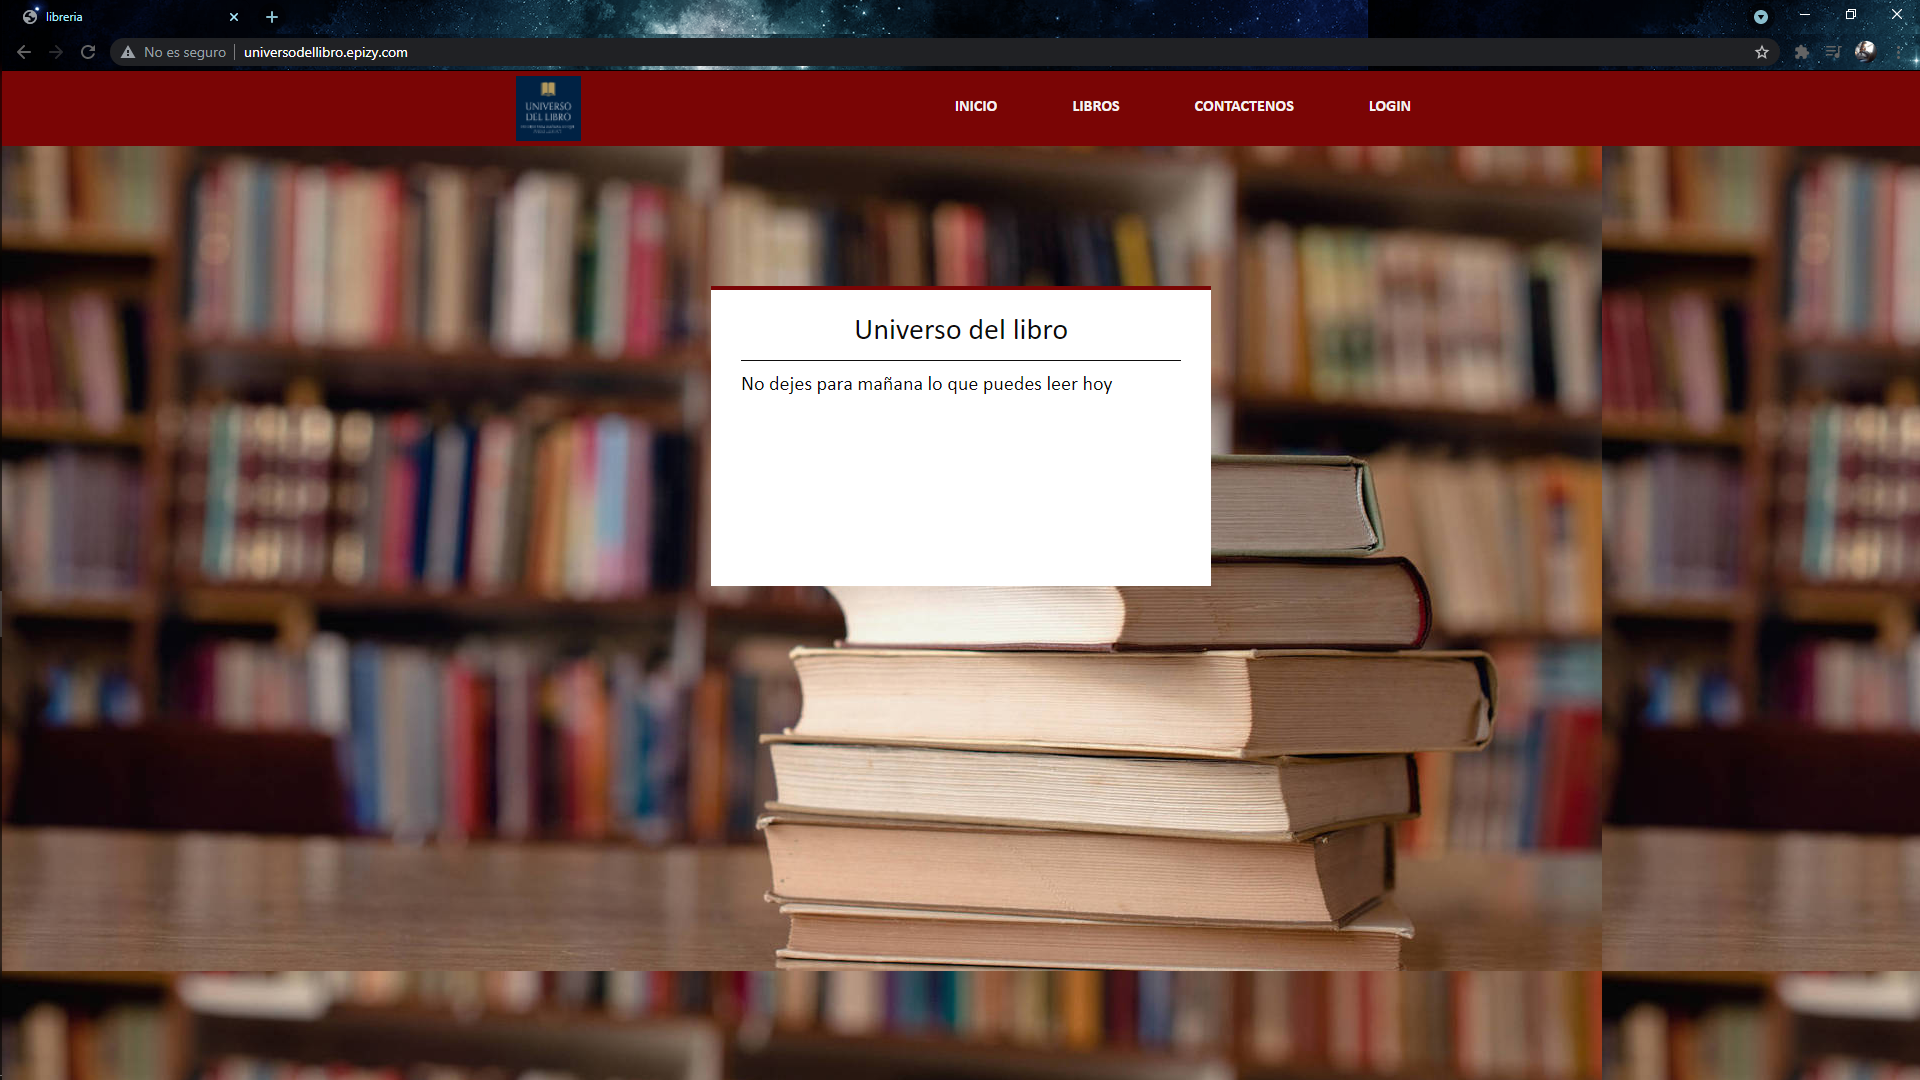 libreria
No es seguro universodellibro.epizy.com
UNIVERSO
DEL LIBRO
INICIO LIBROS CONTACTENOS LOGIN
Universo del libro
No dejes para mañana lo que puedes leer hoy